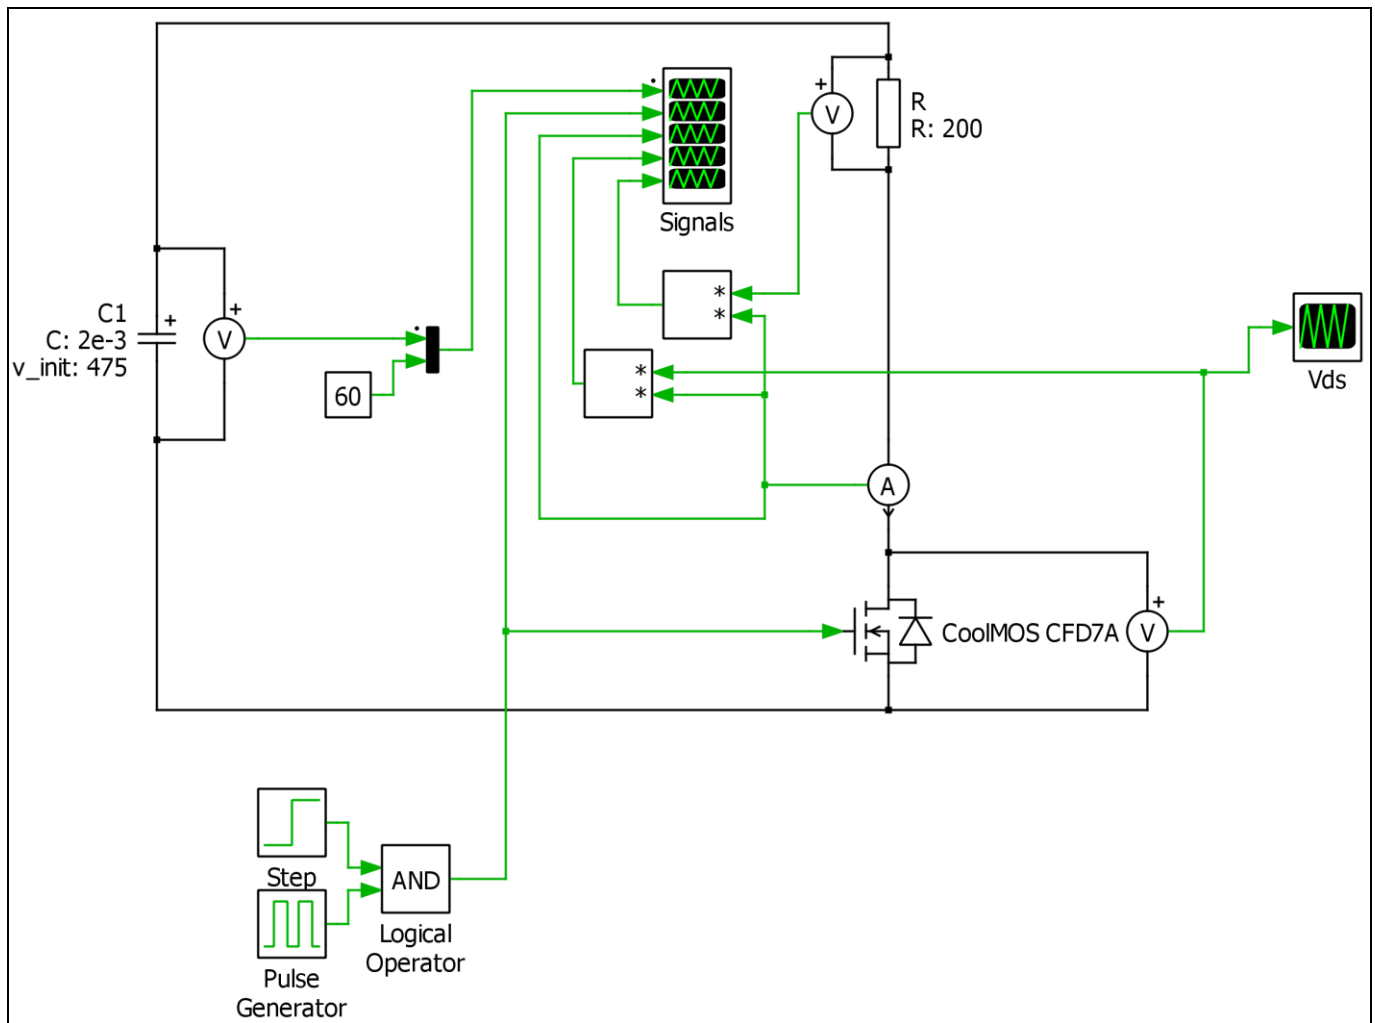 R
R: 200
V
Signals
*
*
C1
C: 2e-3
v_init: 475
V
60
*
*
Vds
A
CoolMOS CFD7A
V
Step
AND
Logical
Operator
Pulse
Generator